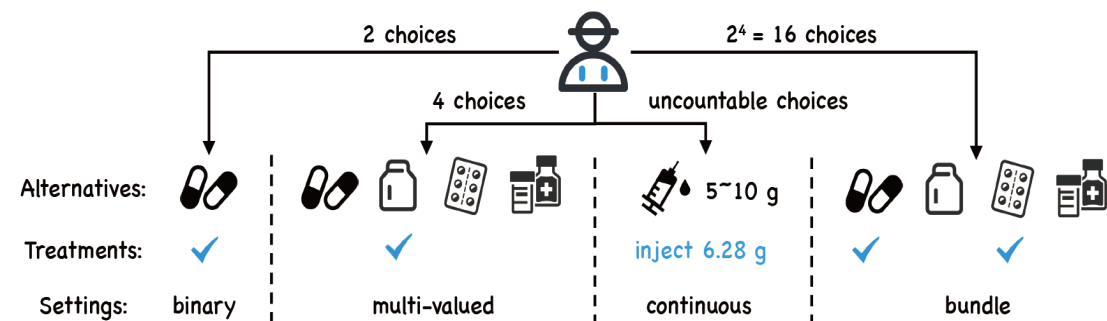 2 choices
2⁴ = 16 choices
4 choices
uncountable choices
Alternatives:
5~10 g
Treatments:
inject 6.28 g
Settings:
binary
multi-valued
continuous
bundle